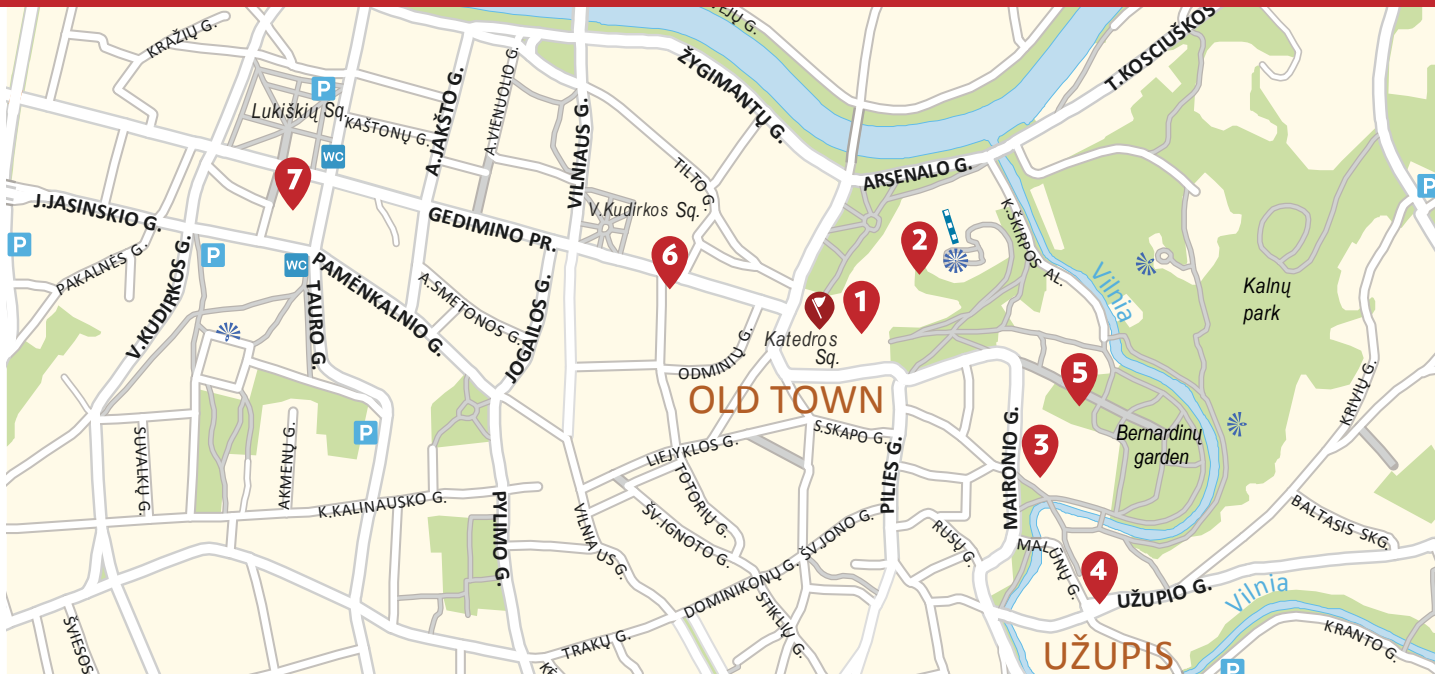 KRAŽIŲ G.
ŽYGIMANTŲ G.
T.KOSCIUŠKOS
P
Lukiškių Sq.
KAŠTONŲ G.
A.JAKŠTO G.
A.VIENUOLIO G.
VILNIAUS G.
WC
TILTO G.
ARSENALO G.
P
7
J.JASINSKIO G.
V.Kudirkos Sq.
GEDIMINO PR.
K.ŠKIRPOS AL.
2
P
PAKALNĖS G.
P
WC
6
Vilnia
V.KUDIRKOS G.
TAURO G.
PAMĖNKALNIO G.
A.SMETONOS G.
JOGAILOS G.
1
Katedros
Sq.
Kalnų
park
ODMINIŲ G.
5
OLD TOWN
KRIVIŲ G.
P
SUVALKŲ G.
AKMENŲ G.
LIEJYKLOS G.
S.SKAPO G.
PILIES G.
MAIRONIO G.
3
Bernardinų
garden
K.KALINAUSKO G.
PYLIMO G.
VILNIA US G.
TOTORIŲ G.
ŠV.IGNOTO G.
ŠV.JONO G.
RUSŲ G.
BALTASIS SKG.
MALŪNŲ G.
4
UŽUPIO G.
Vilnia
DOMINIKONŲ G.
STIKLIŲ G.
TRAKŲ G.
ŠVIESOS
KRANTO G.
UŽUPIS
P